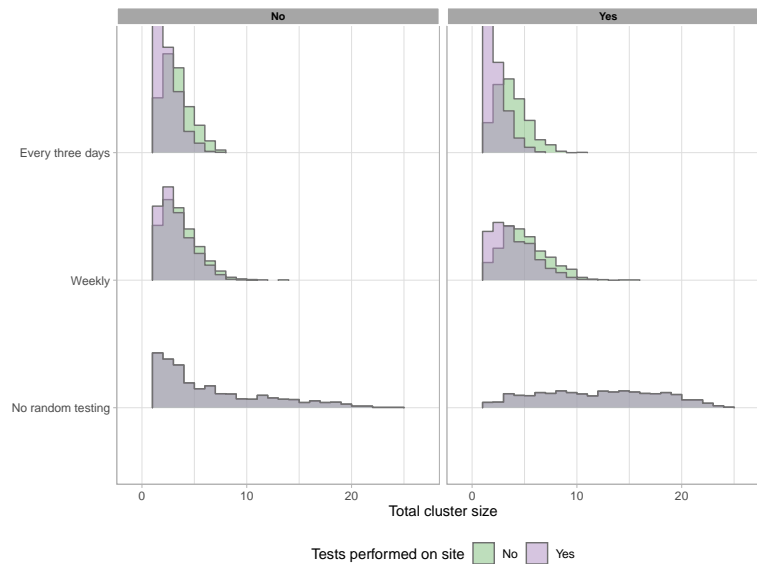 No Yes
Every three days
Weekly
No random testing
0 10 20 0 10 20
Total cluster size
Tests performed on site No Yes